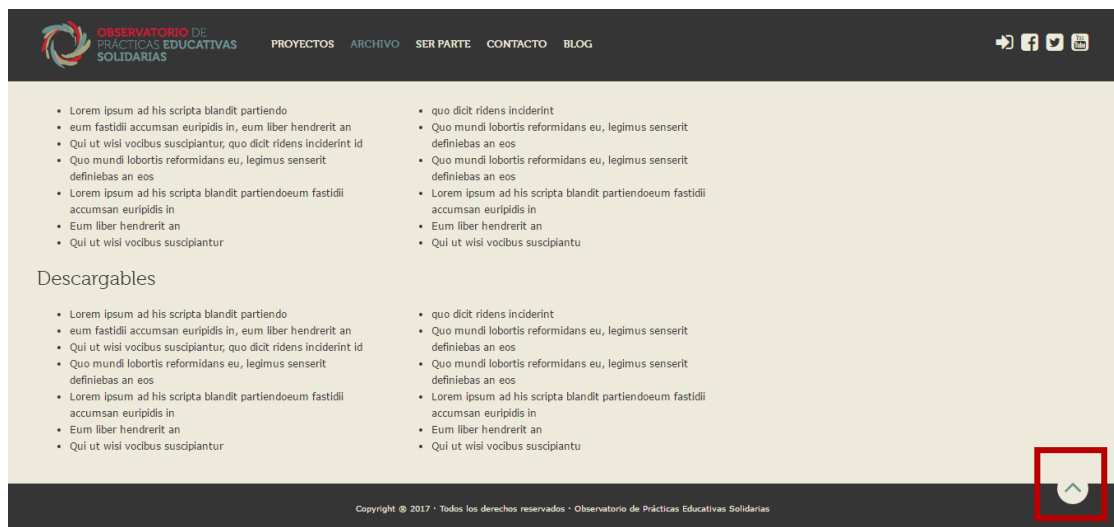 OBSERVATORIO DE
PRÁCTICAS EDUCATIVAS
SOLIDARIAS
PROYECTOS ARCHIVO SER PARTE CONTACTO BLOG
You
Tube
• Lorem ipsum ad his scripta blandit partiendo
• eum fastidii accumsan euripidis in, eum liber hendrerit an
• Qui ut wisi vocibus suscipiantur, quo dicit ridens inciderint id
• Quo mundi lobortis reformidans eu, legimus senserit
definiebas an eos
• Lorem ipsum ad his scripta blandit partiendoeum fastidii
accumsan euripidis in
• Eum liber hendrerit an
• Qui ut wisi vocibus suscipiantur
• quo dicit ridens inciderint
• Quo mundi lobortis reformidans eu, legimus senserit
definiebas an eos
• Quo mundi lobortis reformidans eu, legimus senserit
definiebas an eos
• Lorem ipsum ad his scripta blandit partiendoeum fastidii
accumsan euripidis in
• Eum liber hendrerit an
• Qui ut wisi vocibus suscipiantu
Descargables
• Lorem ipsum ad his scripta blandit partiendo
• eum fastidii accumsan euripidis in, eum liber hendrerit an
• Qui ut wisi vocibus suscipiantur, quo dicit ridens inciderint id
• Quo mundi lobortis reformidans eu, legimus senserit
definiebas an eos
• Lorem ipsum ad his scripta blandit partiendoeum fastidii
accumsan euripidis in
• Eum liber hendrerit an
• Qui ut wisi vocibus suscipiantur
• quo dicit ridens inciderint
• Quo mundi lobortis reformidans eu, legimus senserit
definiebas an eos
• Quo mundi lobortis reformidans eu, legimus senserit
definiebas an eos
• Lorem ipsum ad his scripta blandit partiendoeum fastidii
accumsan euripidis in
• Eum liber hendrerit an
• Qui ut wisi vocibus suscipiantu
Copyright ® 2017 · Todos los derechos reservados · Observatorio de Prácticas Educativas Solidarias